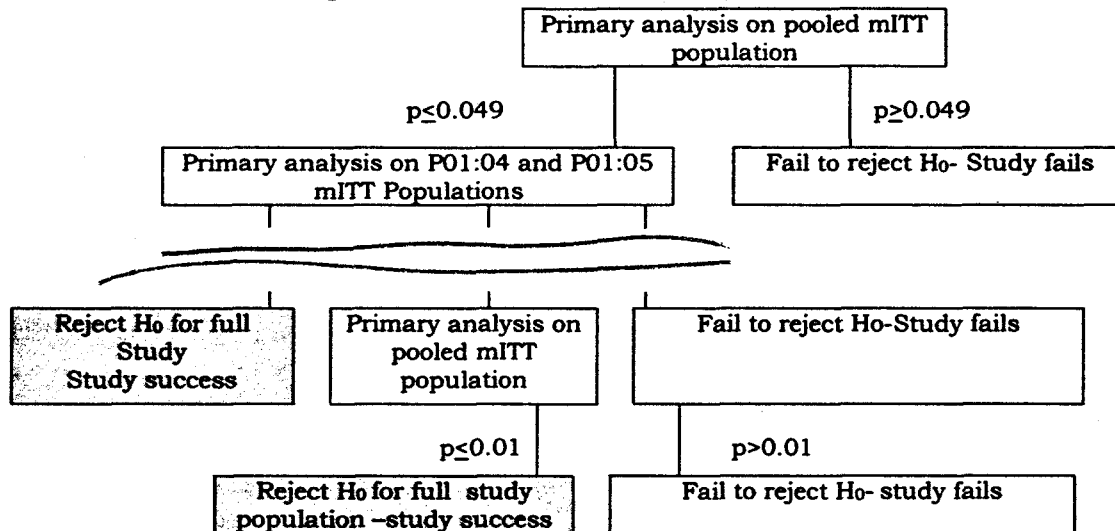 Primary analysis on pooled mITT
population
p≤0.049
p≥0.049
Primary analysis on P01:04 and P01:05
mITT Populations
Fail to reject H0- Study fails
Reject H0 for full
Study
Study success
Primary analysis on
pooled mITT
population
Fail to reject Ho-Study fails
p≤0.01
p>0.01
Reject H0 for full study
population –study success
Fail to reject H0- study fails